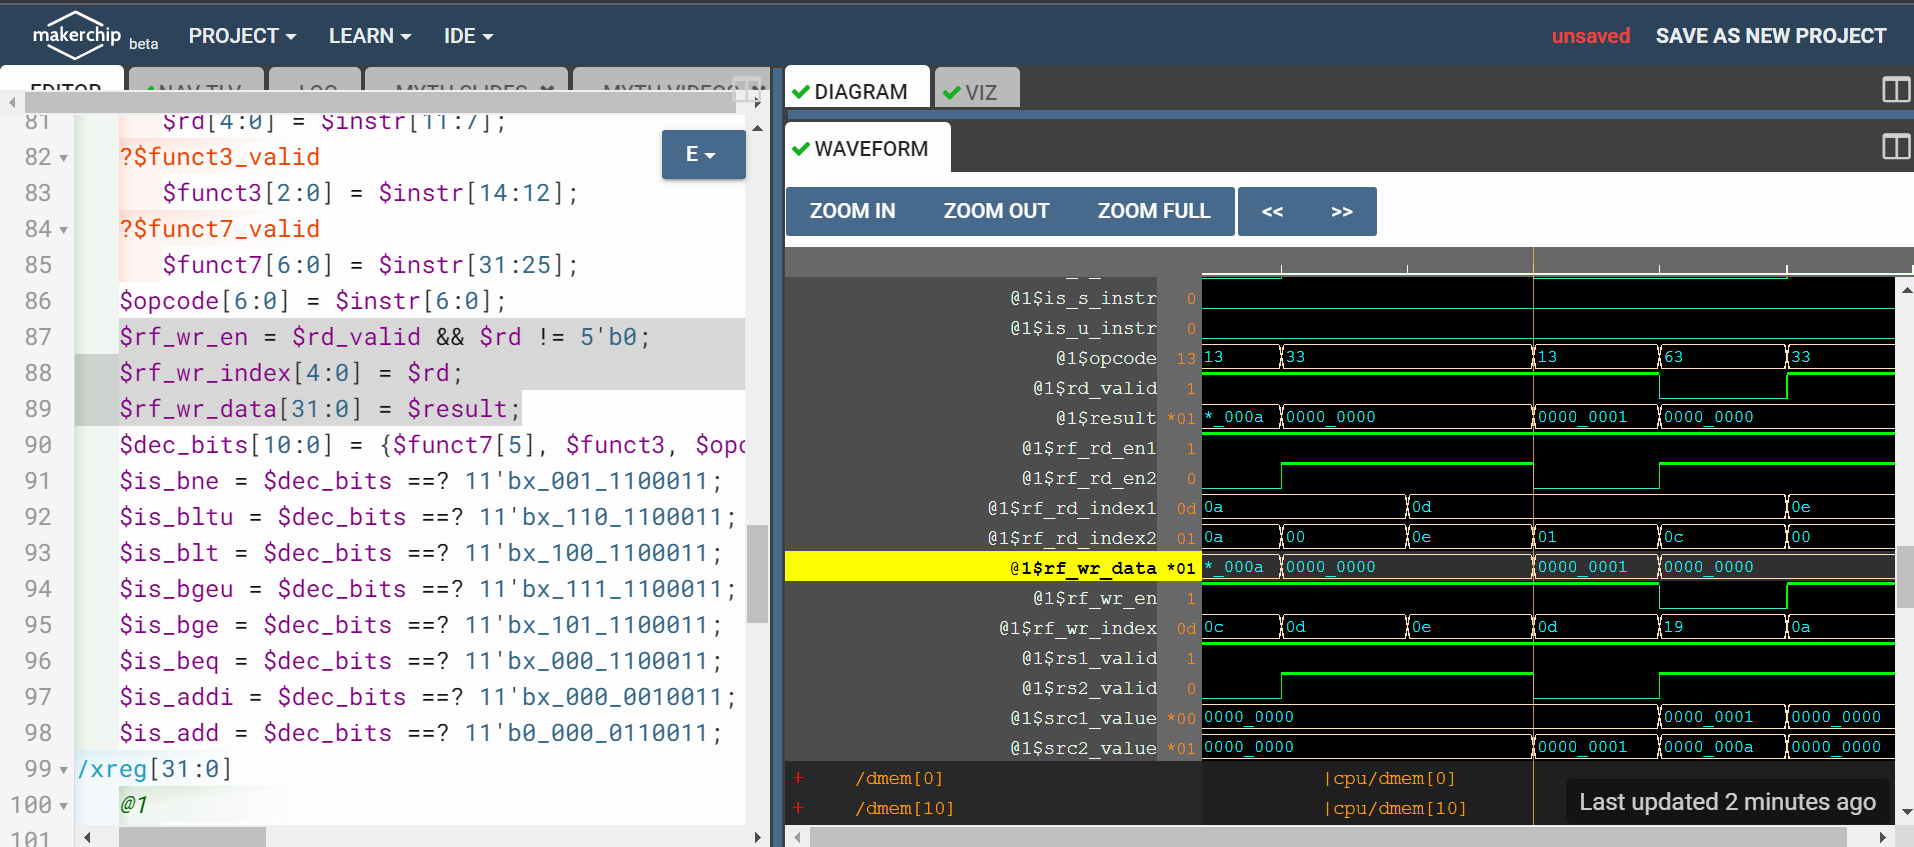 makerchip beta PROJECT LEARN IDE unsaved SAVE AS NEW PROJECT
EDITOR NAV-TLV LOG MYTH SLIDES MYTH VIDEOS
81 $rd[4:0] = $instr[11:7];
82 ?$funct3_valid
83 $funct3[2:0] = $instr[14:12];
84 ?$funct7_valid
85 $funct7[6:0] = $instr[31:25];
86 $opcode[6:0] = $instr[6:0];
87 $rf_wr_en = $rd_valid && $rd != 5'b0;
88 $rf_wr_index[4:0] = $rd;
89 $rf_wr_data[31:0] = $result;
90 $dec_bits[10:0] = {$funct7[5], $funct3, $opc
91 $is_bne = $dec_bits ==? 11'bx_001_1100011;
92 $is_bltu = $dec_bits ==? 11'bx_110_1100011;
93 $is_blt = $dec_bits ==? 11'bx_100_1100011;
94 $is_bgeu = $dec_bits ==? 11'bx_111_1100011;
95 $is_bge = $dec_bits ==? 11'bx_101_1100011;
96 $is_beq = $dec_bits ==? 11'bx_000_1100011;
97 $is_addi = $dec_bits ==? 11'bx_000_0010011;
98 $is_add = $dec_bits ==? 11'b0_000_0110011;
99 /xreg[31:0]
100 @1
101
E
DIAGRAM VIZ
WAVEFORM
ZOOM IN ZOOM OUT ZOOM FULL << >>
@1$is_s_instr 0
@1$is_u_instr 0
@1$opcode 13 13 33 13 63 33
@1$rd_valid 1
@1$result *01 *_000a 0000_0000 0000_0001 0000_0000
@1$rf_rd_en1 1
@1$rf_rd_en2 0
@1$rf_rd_index1 0d 0a 0d 0e
@1$rf_rd_index2 01 0a 00 0e 01 0c 00
@1$rf_wr_data *01 *_000a 0000_0000 0000_0001 0000_0000
@1$rf_wr_en 1
@1$rf_wr_index 0d 0c 0d 0e 0d 19 0a
@1$rs1_valid 1
@1$rs2_valid 0
@1$src1_value *00 0000_0000 0000_0001 0000_0000
@1$src2_value *01 0000_0000 0000_0001 0000_000a 0000_0000
+ /dmem[0] |cpu/dmem[0]
+ /dmem[10] |cpu/dmem[10]
Last updated 2 minutes ago